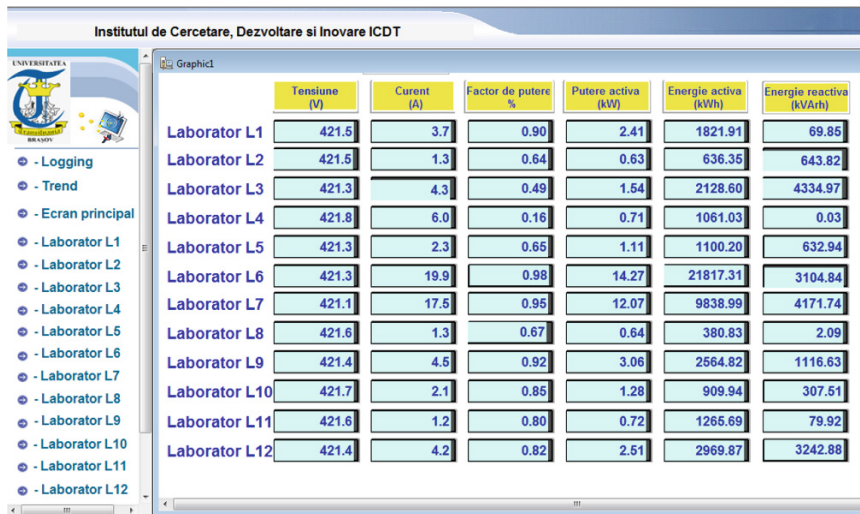 Institutul de Cercetare, Dezvoltare si Inovare ICDT
UNIVERSITATEA
BRAȘOV
- Logging
- Trend
- Ecran principal
- Laborator L1
- Laborator L2
- Laborator L3
- Laborator L4
- Laborator L5
- Laborator L6
- Laborator L7
- Laborator L8
- Laborator L9
- Laborator L10
- Laborator L11
- Laborator L12
Graphic1
Tensiune (V) Curent (A) Factor de putere % Putere activa (kW) Energie activa (kWh) Energie reactiva (kVArh)
Laborator L1 421.5 3.7 0.90 2.41 1821.91 69.85
Laborator L2 421.5 1.3 0.64 0.63 636.35 643.82
Laborator L3 421.3 4.3 0.49 1.54 2128.60 4334.97
Laborator L4 421.8 6.0 0.16 0.71 1061.03 0.03
Laborator L5 421.3 2.3 0.65 1.11 1100.20 632.94
Laborator L6 421.3 19.9 0.98 14.27 21817.31 3104.84
Laborator L7 421.1 17.5 0.95 12.07 9838.99 4171.74
Laborator L8 421.6 1.3 0.67 0.64 380.83 2.09
Laborator L9 421.4 4.5 0.92 3.06 2564.82 1116.63
Laborator L10 421.7 2.1 0.85 1.28 909.94 307.51
Laborator L11 421.6 1.2 0.80 0.72 1265.69 79.92
Laborator L12 421.4 4.2 0.82 2.51 2969.87 3242.88